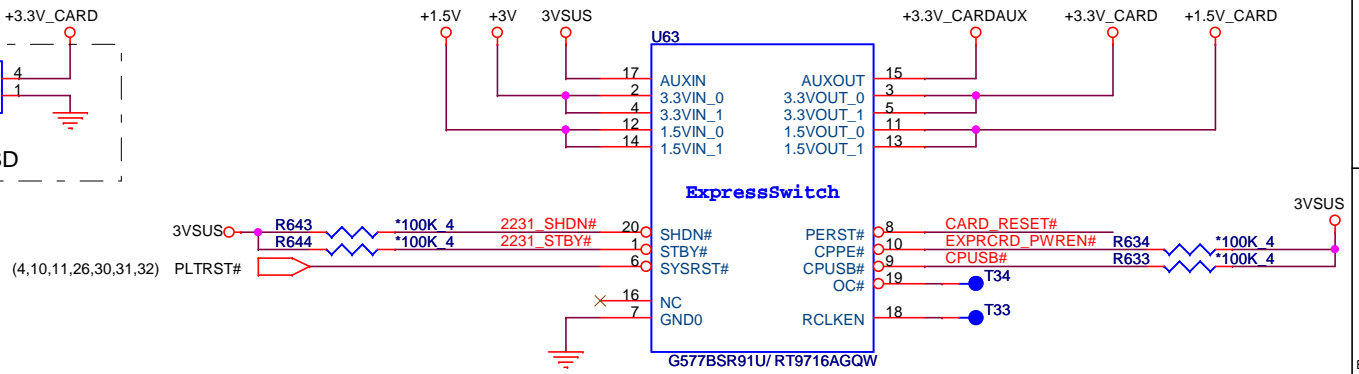 +3.3V_CARD
+1.5V
+3V
3VSUS
+3.3V_CARDAUX
+3.3V_CARD
+1.5V_CARD
U63
4
1
17 AUXIN AUXOUT 15
2 3.3VIN_0 3.3VOUT_0 3
4 3.3VIN_1 3.3VOUT_1 5
12 1.5VIN_0 1.5VOUT_0 11
14 1.5VIN_1 1.5VOUT_1 13
ExpressSwitch
3VSUS
3VSUS R643 *100K_4 2231_SHDN# 20 SHDN# PERST# 8 CARD_RESET#
R644 *100K_4 2231_STBY# 1 STBY# CPPE# 10 EXPRCRD_PWREN# R634 *100K_4
(4,10,11,26,30,31,32) PLTRST# 6 SYSRST# CPUSB# 9 CPUSB# R633 *100K_4
OC# 19 T34
16 NC
7 GND0 RCLKEN 18 T33
G577BSR91U/ RT9716AGQW